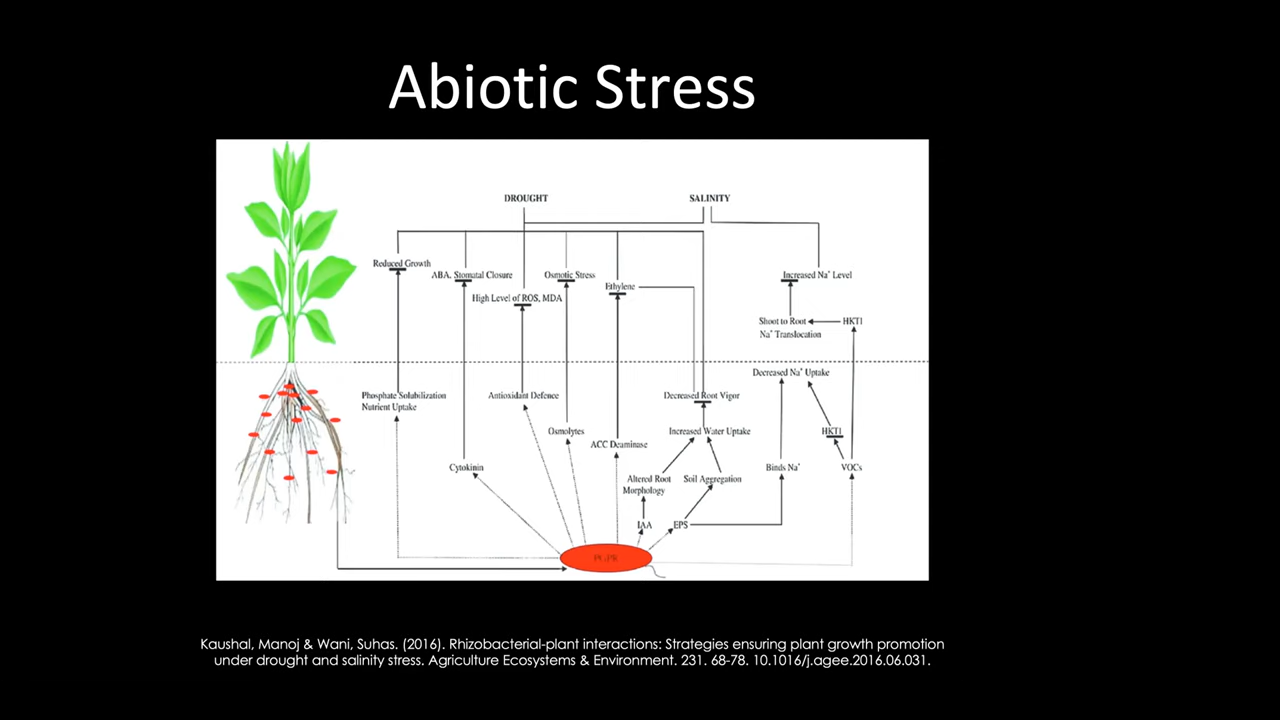 Abiotic Stress
DROUGHT
SALINITY
Reduced Growth
ABA, Stomatal Closure
Osmotic Stress
Increased Na⁺ Level
High Level of ROS, MDA
Ethylene
Shoot to Root
Na⁺ Translocation
HKT1
Decreased Na⁺ Uptake
Phosphate Solubilization
Nutrient Uptake
Antioxidant Defence
Decreased Root Vigor
Osmolytes
Increased Water Uptake
HKT1
ACC Deaminase
Cytokinin
Binds Na⁺
VOCs
Altered Root
Morphology
Soil Aggregation
IAA
EPS
PGPR
Kaushal, Manoj & Wani, Suhas. (2016). Rhizobacterial-plant interactions: Strategies ensuring plant growth promotion
under drought and salinity stress. Agriculture Ecosystems & Environment. 231. 68-78. 10.1016/j.agee.2016.06.031.